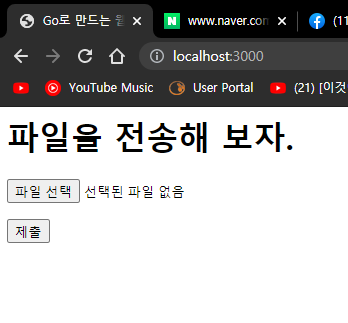 Go로 만드는 웹
www.naver.com
(1
localhost:3000
YouTube Music
User Portal
(21) [이것
파일을 전송해 보자.
파일 선택 선택된 파일 없음
제출